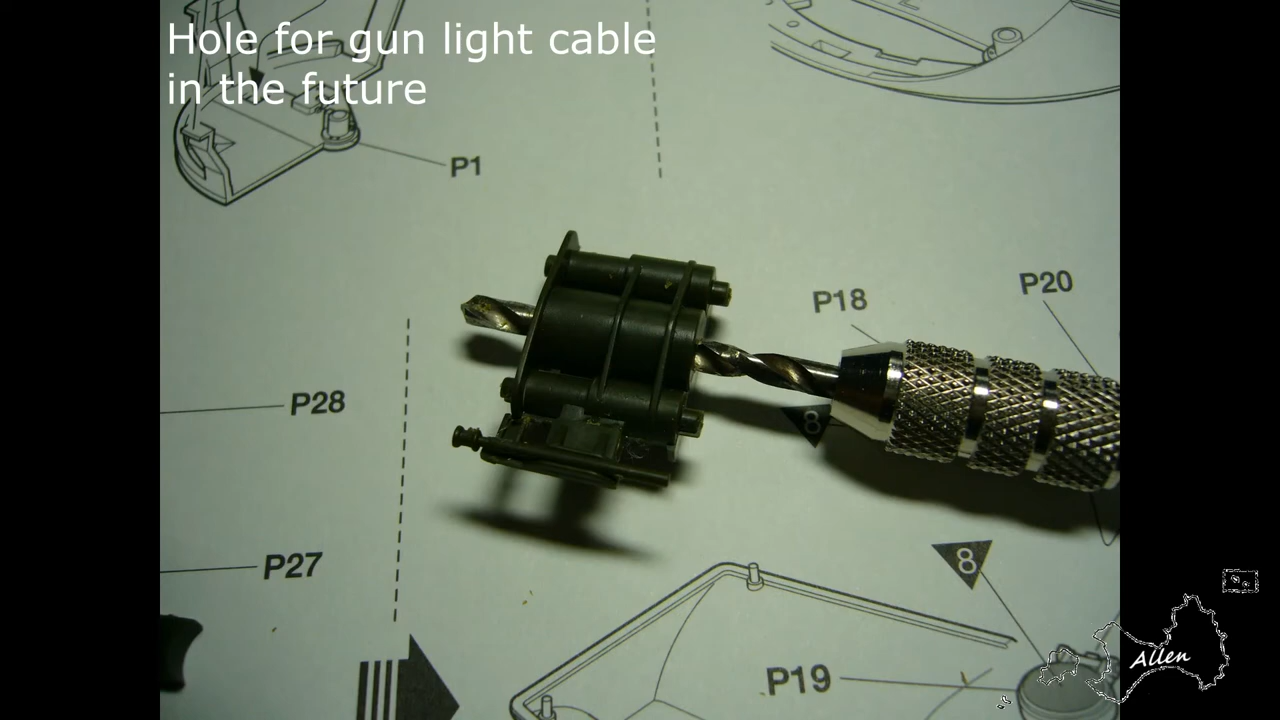 Hole for gun light cable
in the future
P1
P20
P18
P28
8
8
P27
P19
Allen